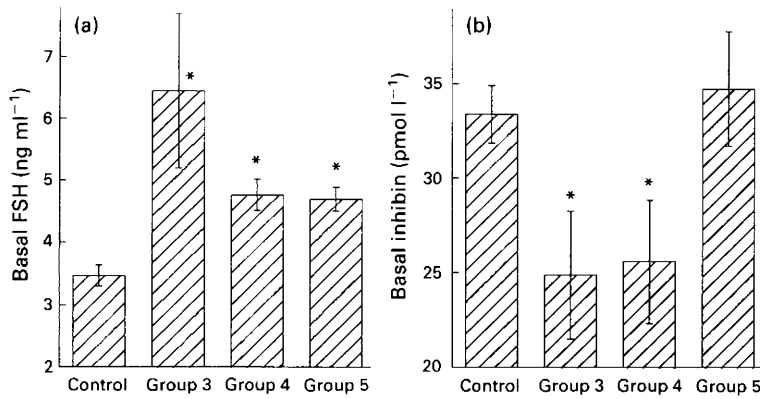 (a)
Basal FSH (ng ml⁻¹)
7
6
5
4
3
2
*
*
*
Control Group 3 Group 4 Group 5
(b)
Basal inhibin (pmol l⁻¹)
35
30
25
20
*
*
Control Group 3 Group 4 Group 5